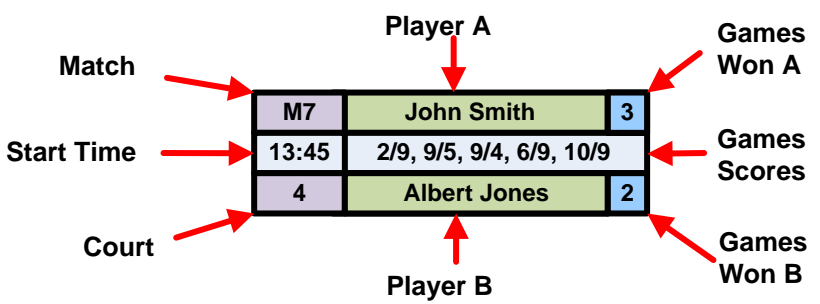 Player A
Games
Won A
Match
M7 John Smith 3
Start Time 13:45 2/9, 9/5, 9/4, 6/9, 10/9 Games
Scores
4 Albert Jones 2
Court
Games
Won B
Player B